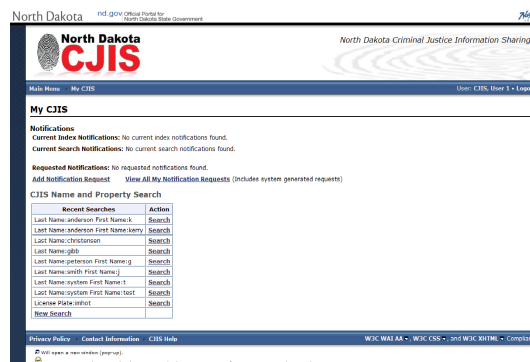 North Dakota nd.gov Official Portal for
North Dakota State Government
North Dakota
CJIS
North Dakota Criminal Justice Information Sharing
Main Menu My CJIS User: CJIS, User 1 • Logo
My CJIS
Notifications
Current Index Notifications: No current index notifications found.
Current Search Notifications: No current search notifications found.
Requested Notifications: No requested notifications found.
Add Notification Request View All My Notification Requests (Includes system generated requests)
CJIS Name and Property Search
Recent Searches Action
Last Name:anderson First Name:k Search
Last Name:anderson First Name:kerry Search
Last Name:christensen Search
Last Name:gibb Search
Last Name:peterson First Name:g Search
Last Name:smith First Name:j Search
Last Name:system First Name:t Search
Last Name:system First Name:test Search
License Plate:imhot Search
New Search
Privacy Policy Contact Information CJIS Help W3C WAI AA, W3C CSS, and W3C XHTML Complia
Will open a new window (pop-up).